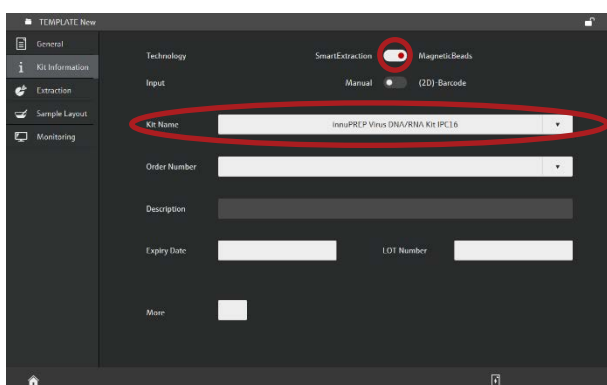 TEMPLATE New
General
Kit Information
Extraction
Sample Layout
Monitoring
Technology SmartExtraction MagneticBeads
Input Manual (2D)-Barcode
Kit Name innuPREP Virus DNA/RNA Kit IPC16
Order Number
Description
Expiry Date LOT Number
More